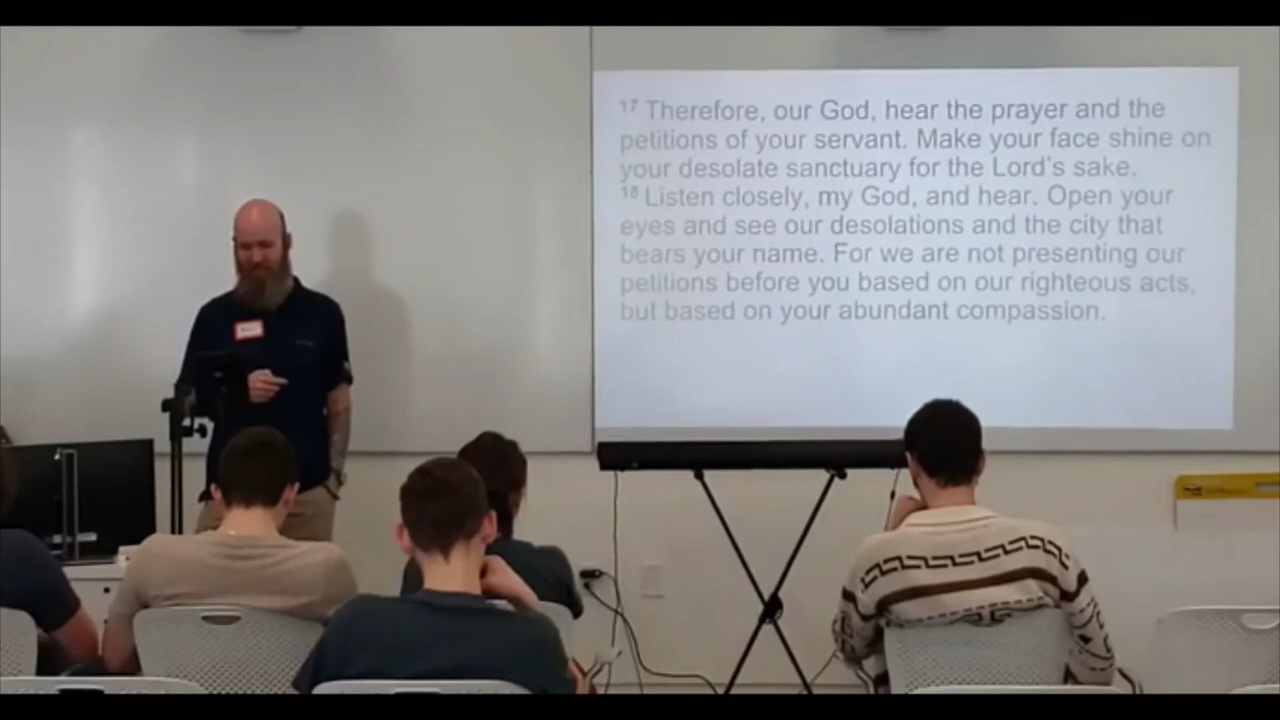 17 Therefore, our God, hear the prayer and the
petitions of your servant. Make your face shine on
your desolate sanctuary for the Lord's sake.
18 Listen closely, my God, and hear. Open your
eyes and see our desolations and the city that
bears your name. For we are not presenting our
petitions before you based on our righteous acts,
but based on your abundant compassion.